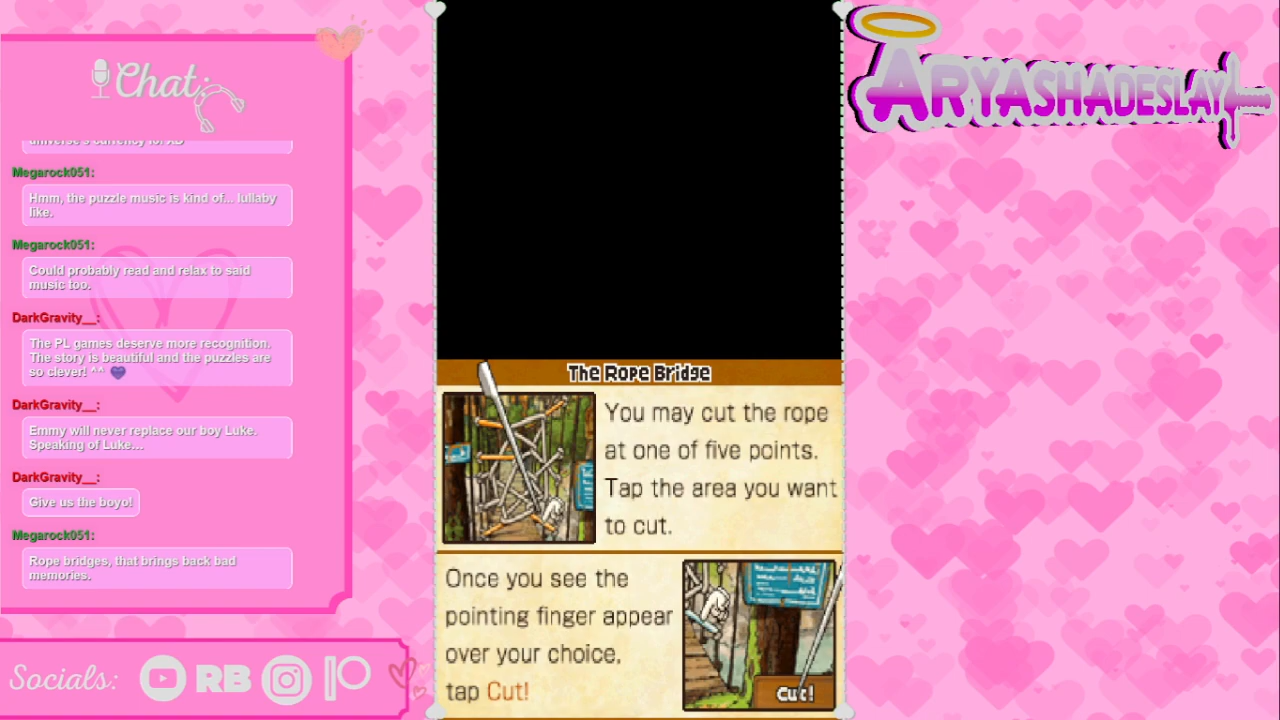 Chat:
universe's currency lol XD
Megarock051:
Hmm, the puzzle music is kind of... lullaby
like.
Megarock051:
Could probably read and relax to said
music too.
DarkGravity__:
The PL games deserve more recognition.
The story is beautiful and the puzzles are
so clever! ^^ 💜
DarkGravity__:
Emmy will never replace our boy Luke.
Speaking of Luke...
DarkGravity__:
Give us the boyo!
Megarock051:
Rope bridges, that brings back bad
memories.
Socials:
RB
The Rope Bridge
You may cut the rope
at one of five points.
Tap the area you want
to cut.
Once you see the
pointing finger appear
over your choice,
tap Cut!
Cut!
ARYASHADESLAY